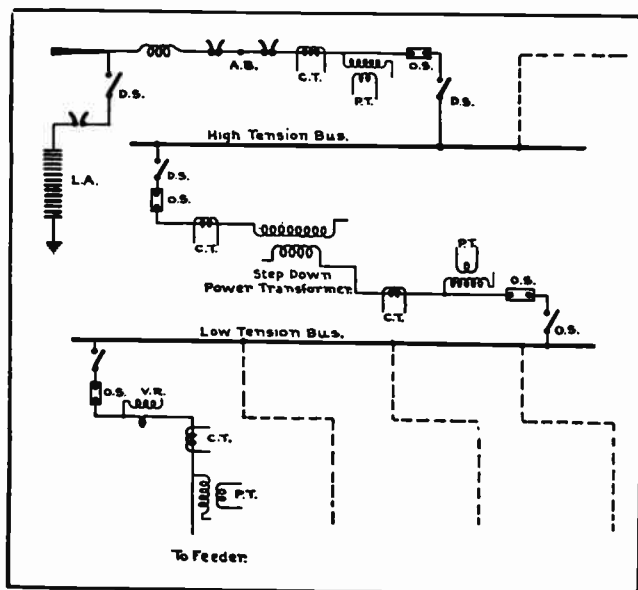 A.B.
C.T.
P.T.
O.S.
D.S.
D.S.
High Tension Bus.
L.A.
D.S.
O.S.
C.T.
Step Down
Power Transformer.
P.T.
O.S.
C.T.
O.S.
Low Tension Bus.
O.S.
V.R.
C.T.
P.T.
To Feeder.